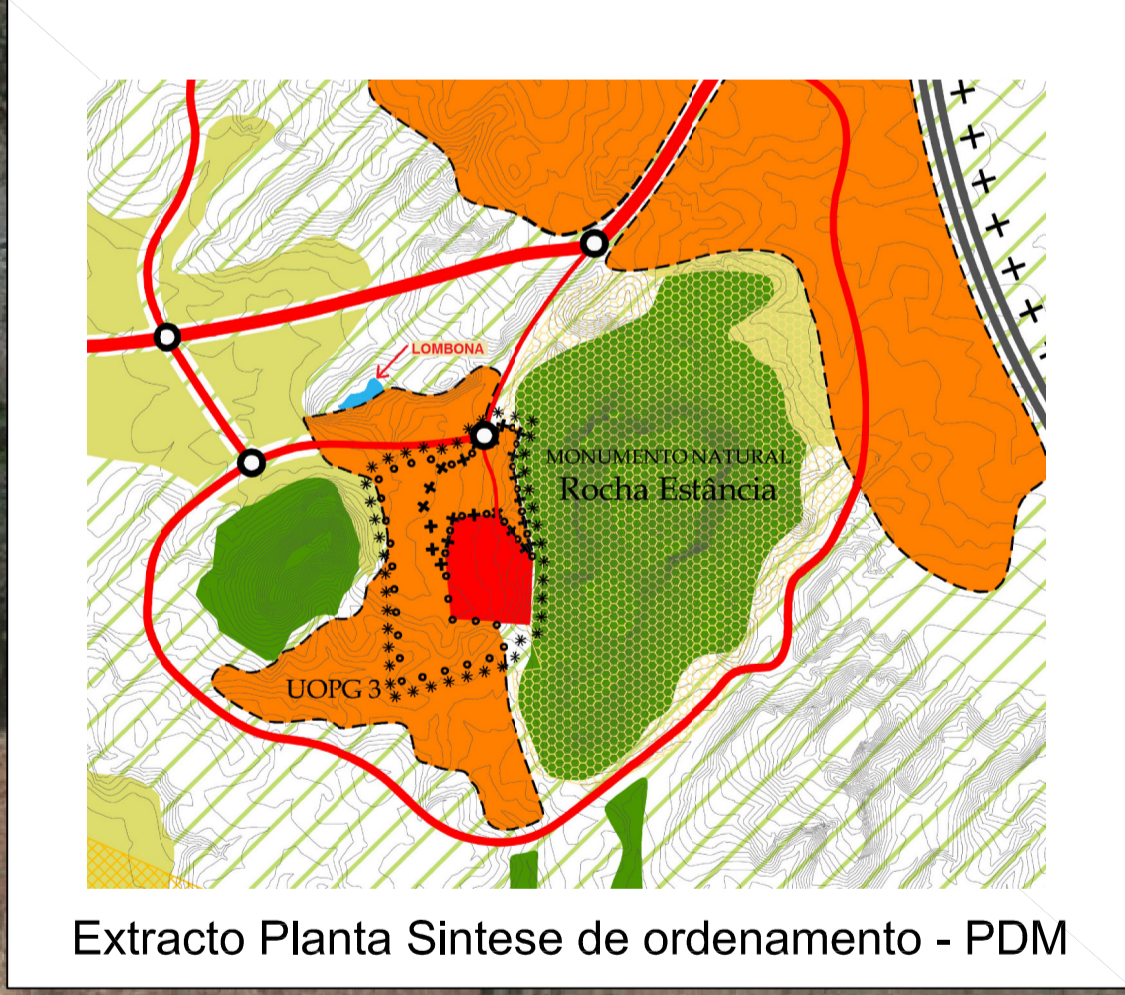 LOMBONA
MONUMENTO NATURAL
Rocha Estância
UOPG 3
Extracto Planta Sintese de ordenamento - PDM